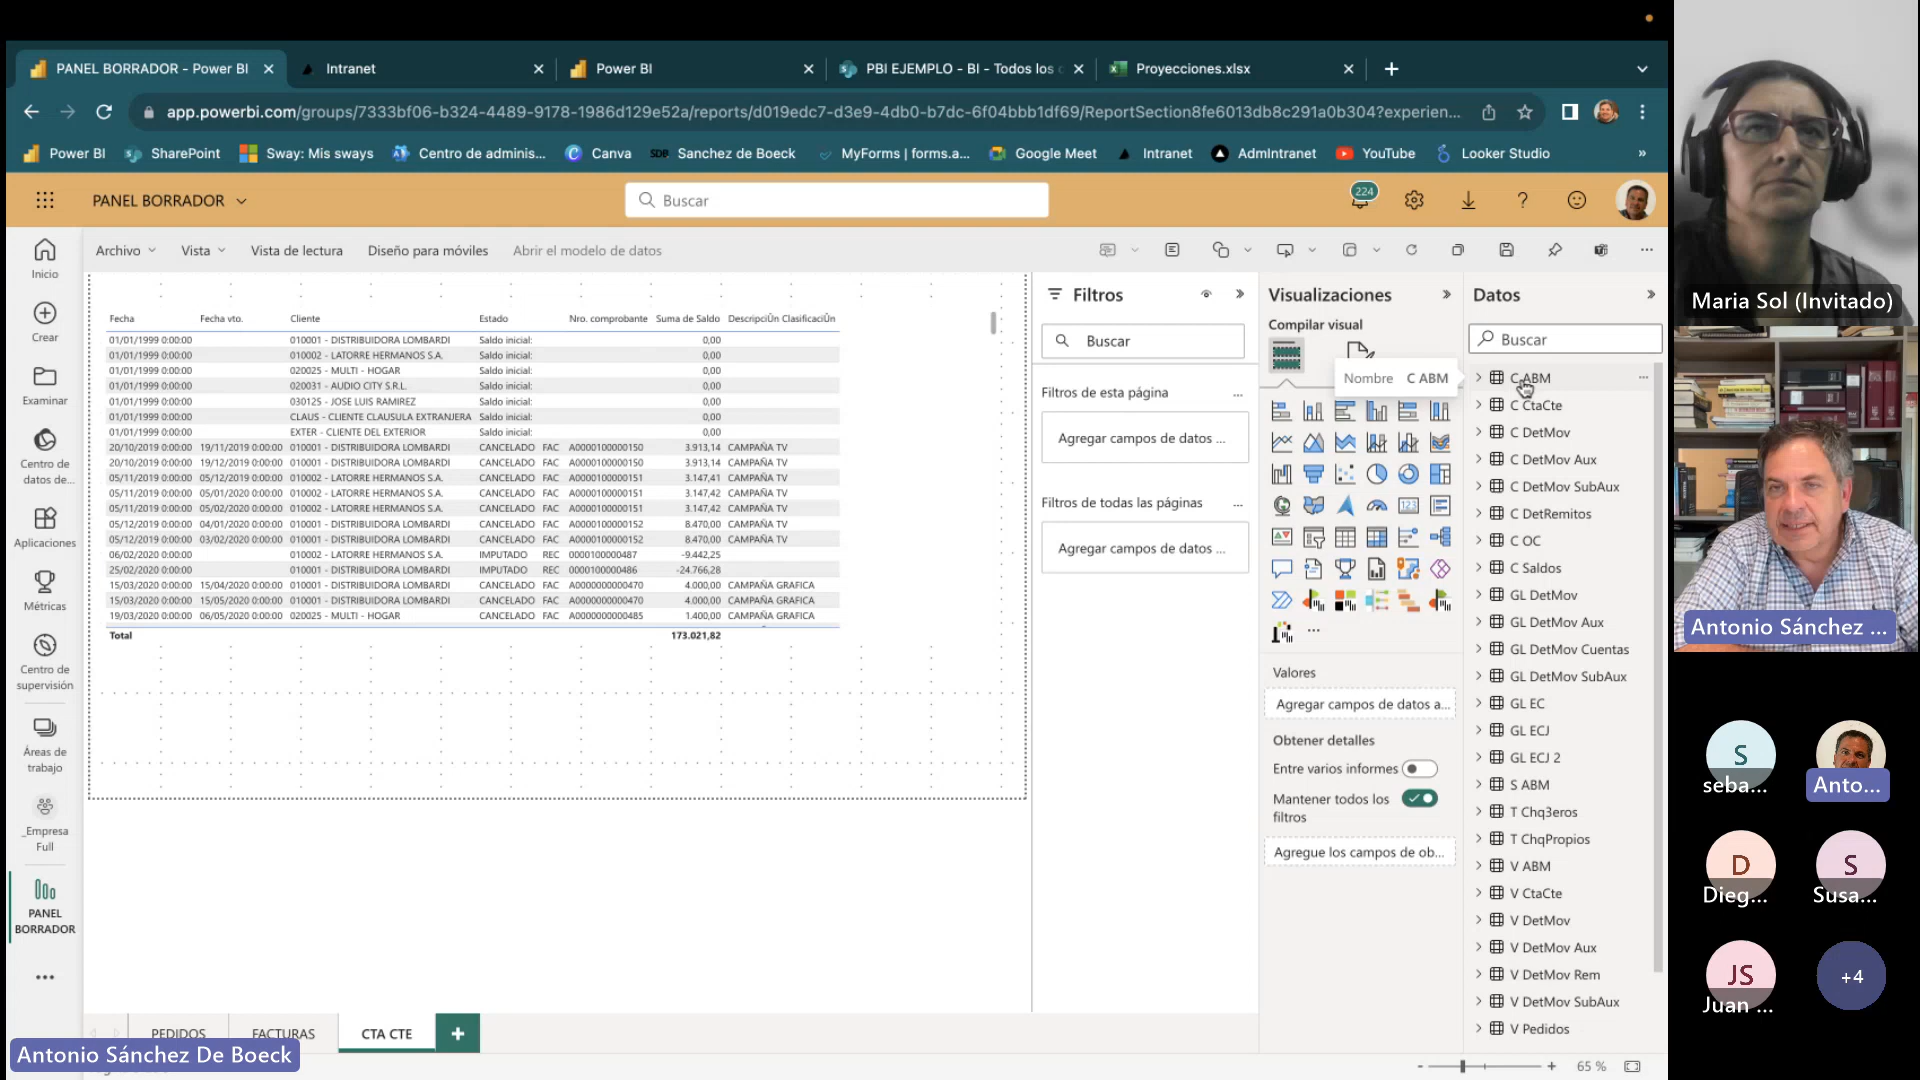 PANEL BORRADOR - Power BI
Intranet
Power BI
PBI EJEMPLO - BI - Todos los
Proyecciones.xlsx
app.powerbi.com/groups/7333bf06-b324-4489-9178-1986d129e52a/reports/d019edc7-d3e9-4db0-b7dc-6f04bbb1df69/ReportSection8fe6013db8c291a0b304?experien...
Power BI
SharePoint
Sway: Mis sways
Centro de adminis...
Canva
Sanchez de Boeck
MyForms | forms.a...
Google Meet
Intranet
AdmIntranet
YouTube
Looker Studio
»
PANEL BORRADOR
Buscar
224
Archivo
Vista
Vista de lectura
Diseño para móviles
Abrir el modelo de datos
Inicio
Crear
Examinar
Centro de datos de...
Aplicaciones
Métricas
Centro de supervisión
Áreas de trabajo
_Empresa Full
PANEL BORRADOR
Fecha Fecha vto. Cliente Estado Nro. comprobante Suma de Saldo DescripciÛn ClasificaciÛn
01/01/1999 0:00:00 010001 - DISTRIBUIDORA LOMBARDI Saldo inicial: 0,00
01/01/1999 0:00:00 010002 - LATORRE HERMANOS S.A. Saldo inicial: 0,00
01/01/1999 0:00:00 020025 - MULTI - HOGAR Saldo inicial: 0,00
01/01/1999 0:00:00 020031 - AUDIO CITY S.R.L. Saldo inicial: 0,00
01/01/1999 0:00:00 030125 - JOSE LUIS RAMIREZ Saldo inicial: 0,00
01/01/1999 0:00:00 CLAUS - CLIENTE CLAUSULA EXTRANJERA Saldo inicial: 0,00
01/01/1999 0:00:00 EXTER - CLIENTE DEL EXTERIOR Saldo inicial: 0,00
20/10/2019 0:00:00 19/11/2019 0:00:00 010001 - DISTRIBUIDORA LOMBARDI CANCELADO FAC A0000100000150 3.913,14 CAMPAÑA TV
20/10/2019 0:00:00 19/12/2019 0:00:00 010001 - DISTRIBUIDORA LOMBARDI CANCELADO FAC A0000100000150 3.913,14 CAMPAÑA TV
05/11/2019 0:00:00 05/12/2019 0:00:00 010002 - LATORRE HERMANOS S.A. CANCELADO FAC A0000100000151 3.147,41 CAMPAÑA TV
05/11/2019 0:00:00 05/01/2020 0:00:00 010002 - LATORRE HERMANOS S.A. CANCELADO FAC A0000100000151 3.147,42 CAMPAÑA TV
05/11/2019 0:00:00 05/02/2020 0:00:00 010002 - LATORRE HERMANOS S.A. CANCELADO FAC A0000100000151 3.147,42 CAMPAÑA TV
05/12/2019 0:00:00 04/01/2020 0:00:00 010001 - DISTRIBUIDORA LOMBARDI CANCELADO FAC A0000100000152 8.470,00 CAMPAÑA TV
05/12/2019 0:00:00 03/02/2020 0:00:00 010001 - DISTRIBUIDORA LOMBARDI CANCELADO FAC A0000100000152 8.470,00 CAMPAÑA TV
06/02/2020 0:00:00 010002 - LATORRE HERMANOS S.A. IMPUTADO REC 0000100000487 -9.442,25
25/02/2020 0:00:00 010001 - DISTRIBUIDORA LOMBARDI IMPUTADO REC 0000100000486 -24.766,28
15/03/2020 0:00:00 15/04/2020 0:00:00 010001 - DISTRIBUIDORA LOMBARDI CANCELADO FAC A0000000000470 4.000,00 CAMPAÑA GRAFICA
15/03/2020 0:00:00 15/05/2020 0:00:00 010001 - DISTRIBUIDORA LOMBARDI CANCELADO FAC A0000000000470 4.000,00 CAMPAÑA GRAFICA
19/03/2020 0:00:00 06/05/2020 0:00:00 020025 - MULTI - HOGAR CANCELADO FAC A0000000000485 1.400,00 CAMPAÑA GRAFICA
Total 173.021,82
PEDIDOS
FACTURAS
CTA CTE
Antonio Sánchez De Boeck
65 %
Filtros
Buscar
Filtros de esta página
Agregar campos de datos ...
Filtros de todas las páginas
Agregar campos de datos ...
Visualizaciones
Compilar visual
Nombre C ABM
Valores
Agregar campos de datos a...
Obtener detalles
Entre varios informes
Mantener todos los filtros
Agregue los campos de ob...
Datos
Buscar
C ABM
C CtaCte
C DetMov
C DetMov Aux
C DetMov SubAux
C DetRemitos
C OC
C Saldos
GL DetMov
GL DetMov Aux
GL DetMov Cuentas
GL DetMov SubAux
GL EC
GL ECJ
GL ECJ 2
S ABM
T Chq3eros
T ChqPropios
V ABM
V CtaCte
V DetMov
V DetMov Aux
V DetMov Rem
V DetMov SubAux
V Pedidos
Maria Sol (Invitado)
Antonio Sánchez ...
S
seba...
Anto...
D
Dieg...
S
Susa...
JS
Juan ...
+4